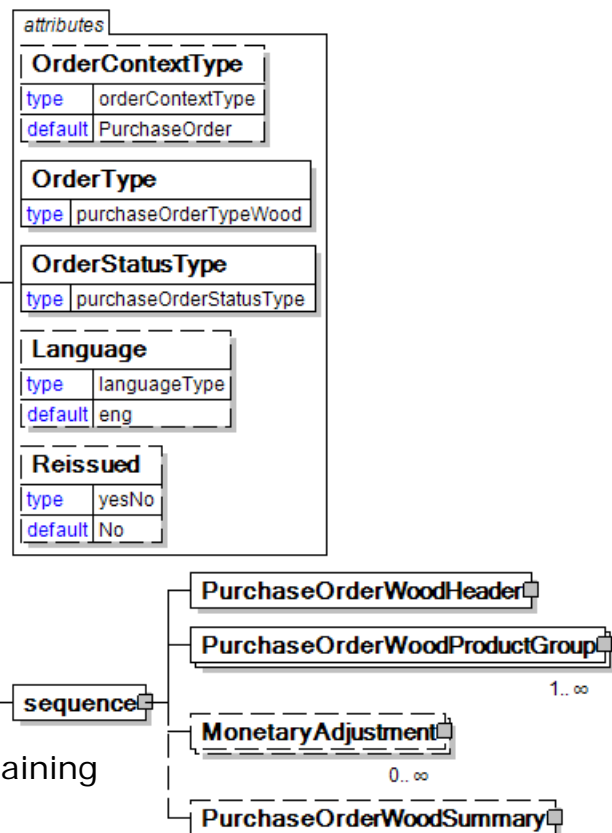 attributes
OrderContextType
type orderContextType
default PurchaseOrder
OrderType
type purchaseOrderTypeWood
OrderStatusType
type purchaseOrderStatusType
Language
type languageType
default eng
Reissued
type yesNo
default No
PurchaseOrderWoodHeader
PurchaseOrderWoodProductGroup
1.. ∞
sequence
MonetaryAdjustment
aining
0.. ∞
PurchaseOrderWoodSummary